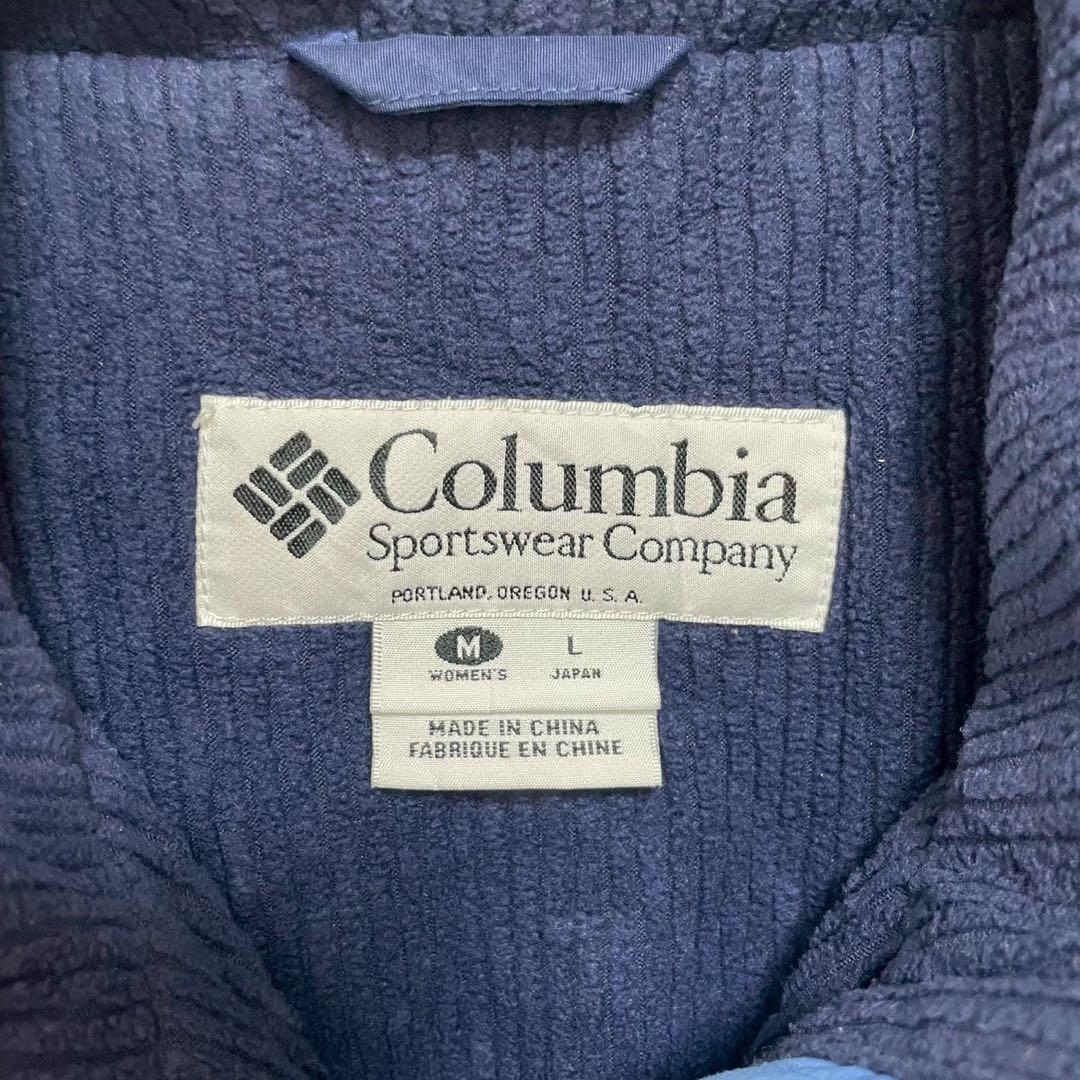 Columbia
Sportswear Company
PORTLAND, OREGON U.S.A.
M L
WOMEN'S JAPAN
MADE IN CHINA
FABRIQUE EN CHINE